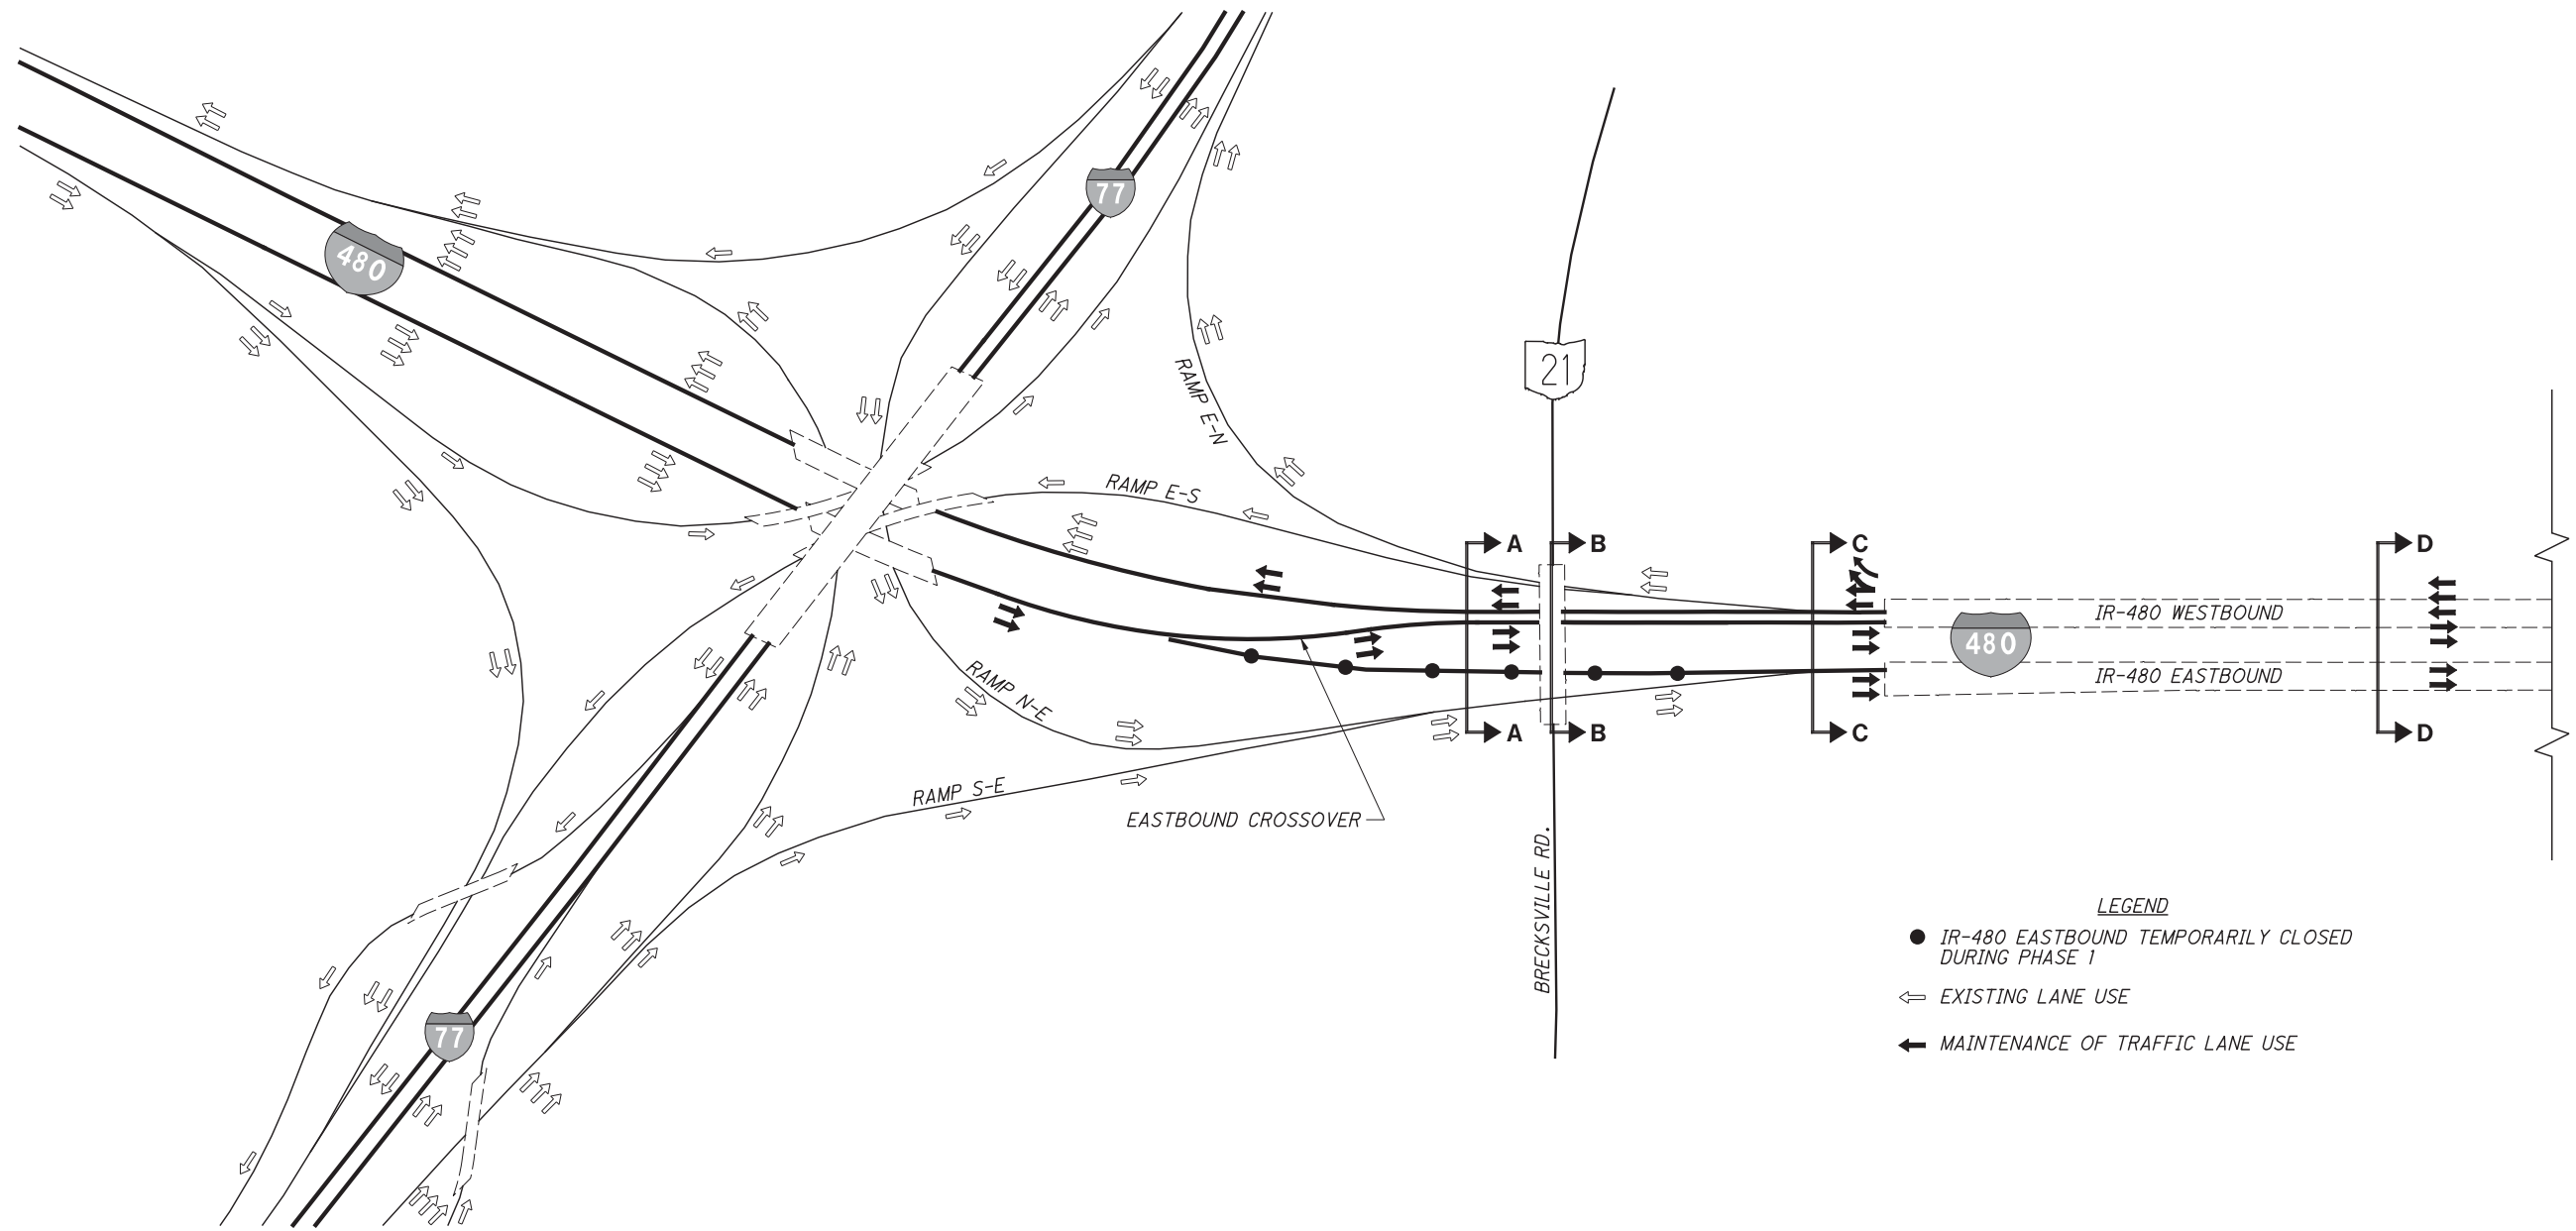 77
480
21
RAMP E-N
RAMP E-S
A
B
C
D
IR-480 WESTBOUND
480
IR-480 EASTBOUND
RAMP N-E
A
B
C
D
RAMP S-E
EASTBOUND CROSSOVER
BRECKSVILLE RD.
LEGEND
IR-480 EASTBOUND TEMPORARILY CLOSED
DURING PHASE 1
EXISTING LANE USE
77
MAINTENANCE OF TRAFFIC LANE USE